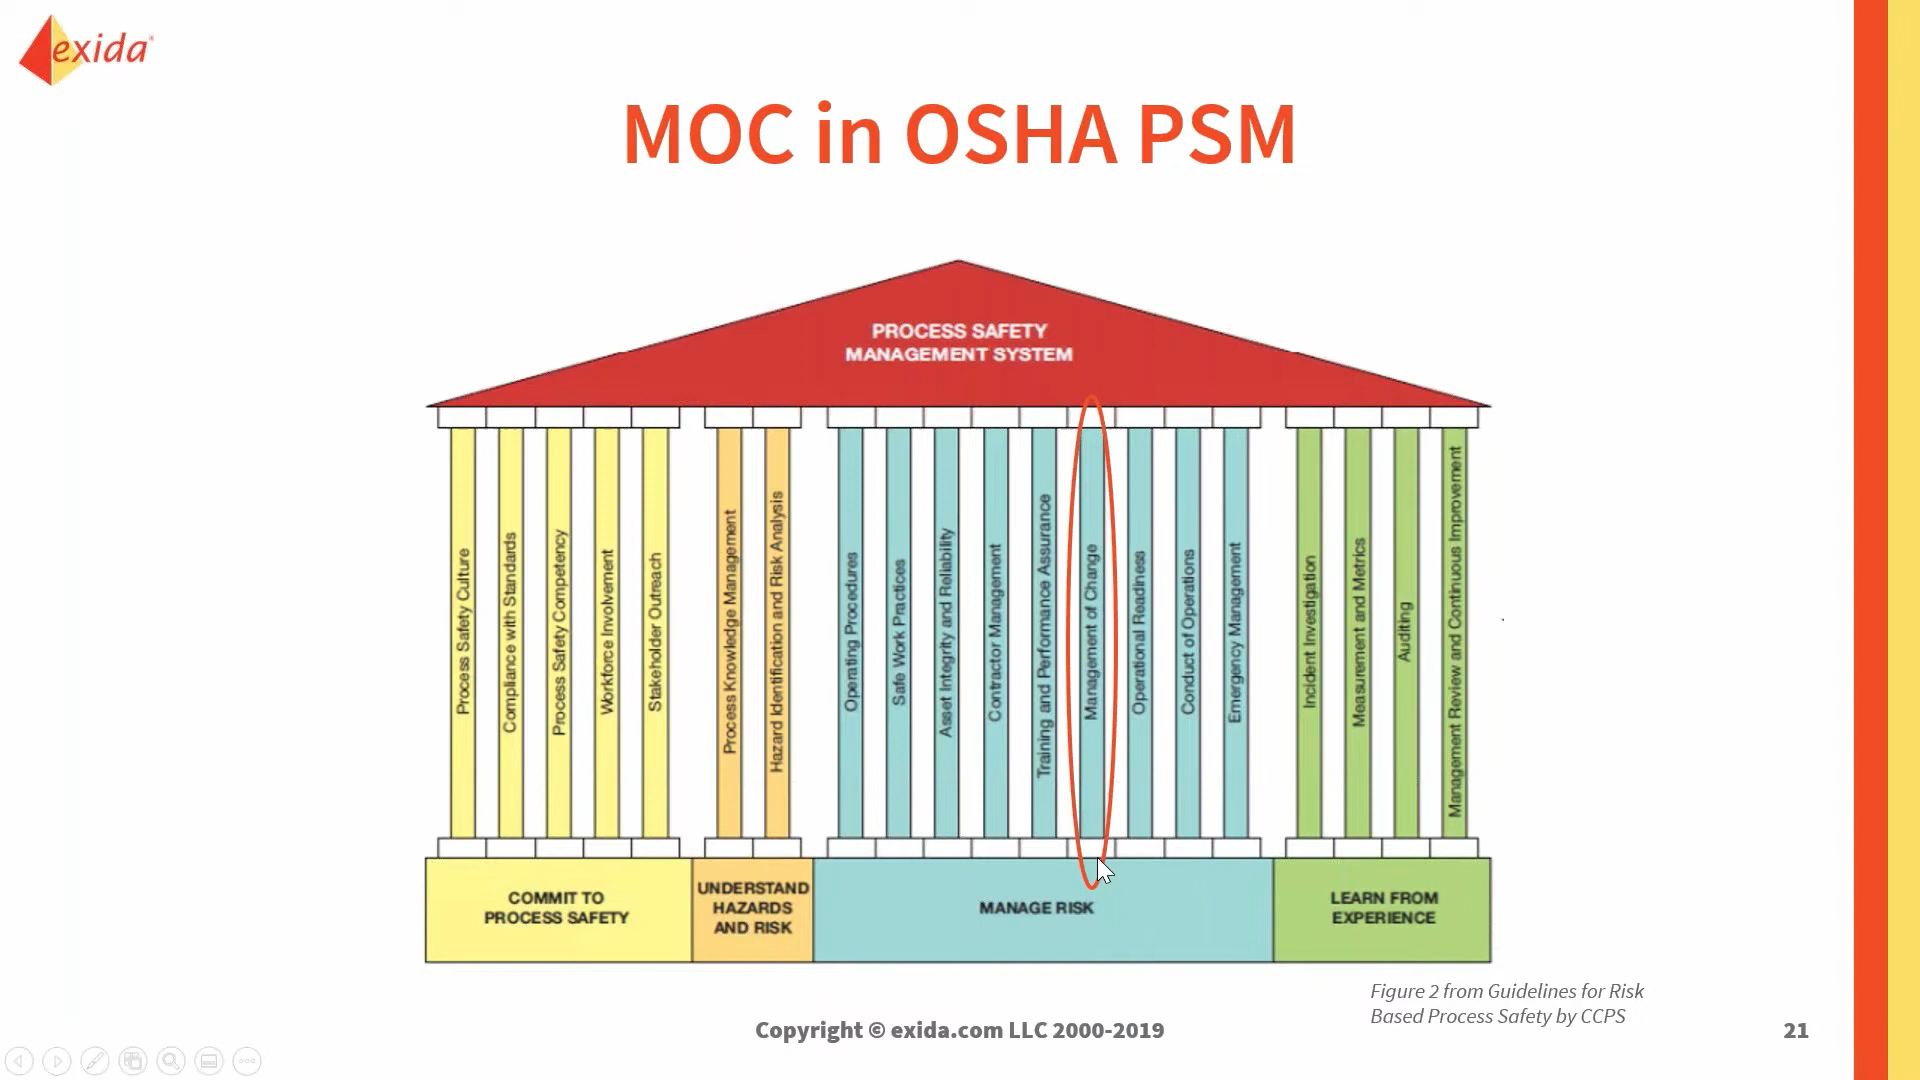 exida
MOC in OSHA PSM
PROCESS SAFETY
MANAGEMENT SYSTEM
Process Safety Culture
Compliance with Standards
Process Safety Competency
Workforce Involvement
Stakeholder Outreach
Process Knowledge Management
Hazard Identification and Risk Analysis
Operating Procedures
Safe Work Practices
Asset Integrity and Reliability
Contractor Management
Training and Performance Assurance
Management of Change
Operational Readiness
Conduct of Operations
Emergency Management
Incident Investigation
Measurement and Metrics
Auditing
Management Review and Continuous Improvement
COMMIT TO
PROCESS SAFETY
UNDERSTAND
HAZARDS
AND RISK
MANAGE RISK
LEARN FROM
EXPERIENCE
Figure 2 from Guidelines for Risk
Based Process Safety by CCPS
Copyright © exida.com LLC 2000-2019
21